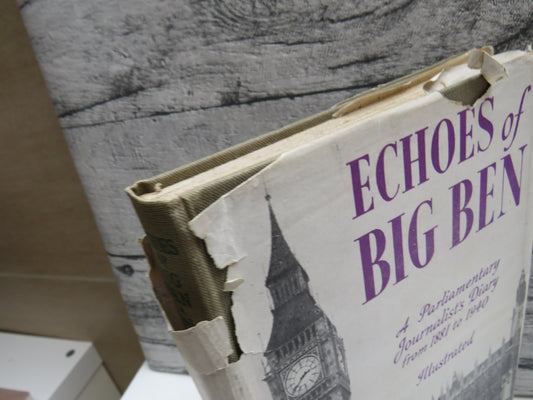 ECHOES of
BIG BEN
A Parliamentary
Journalist's Diary
from 1881 to 1940
Illustrated